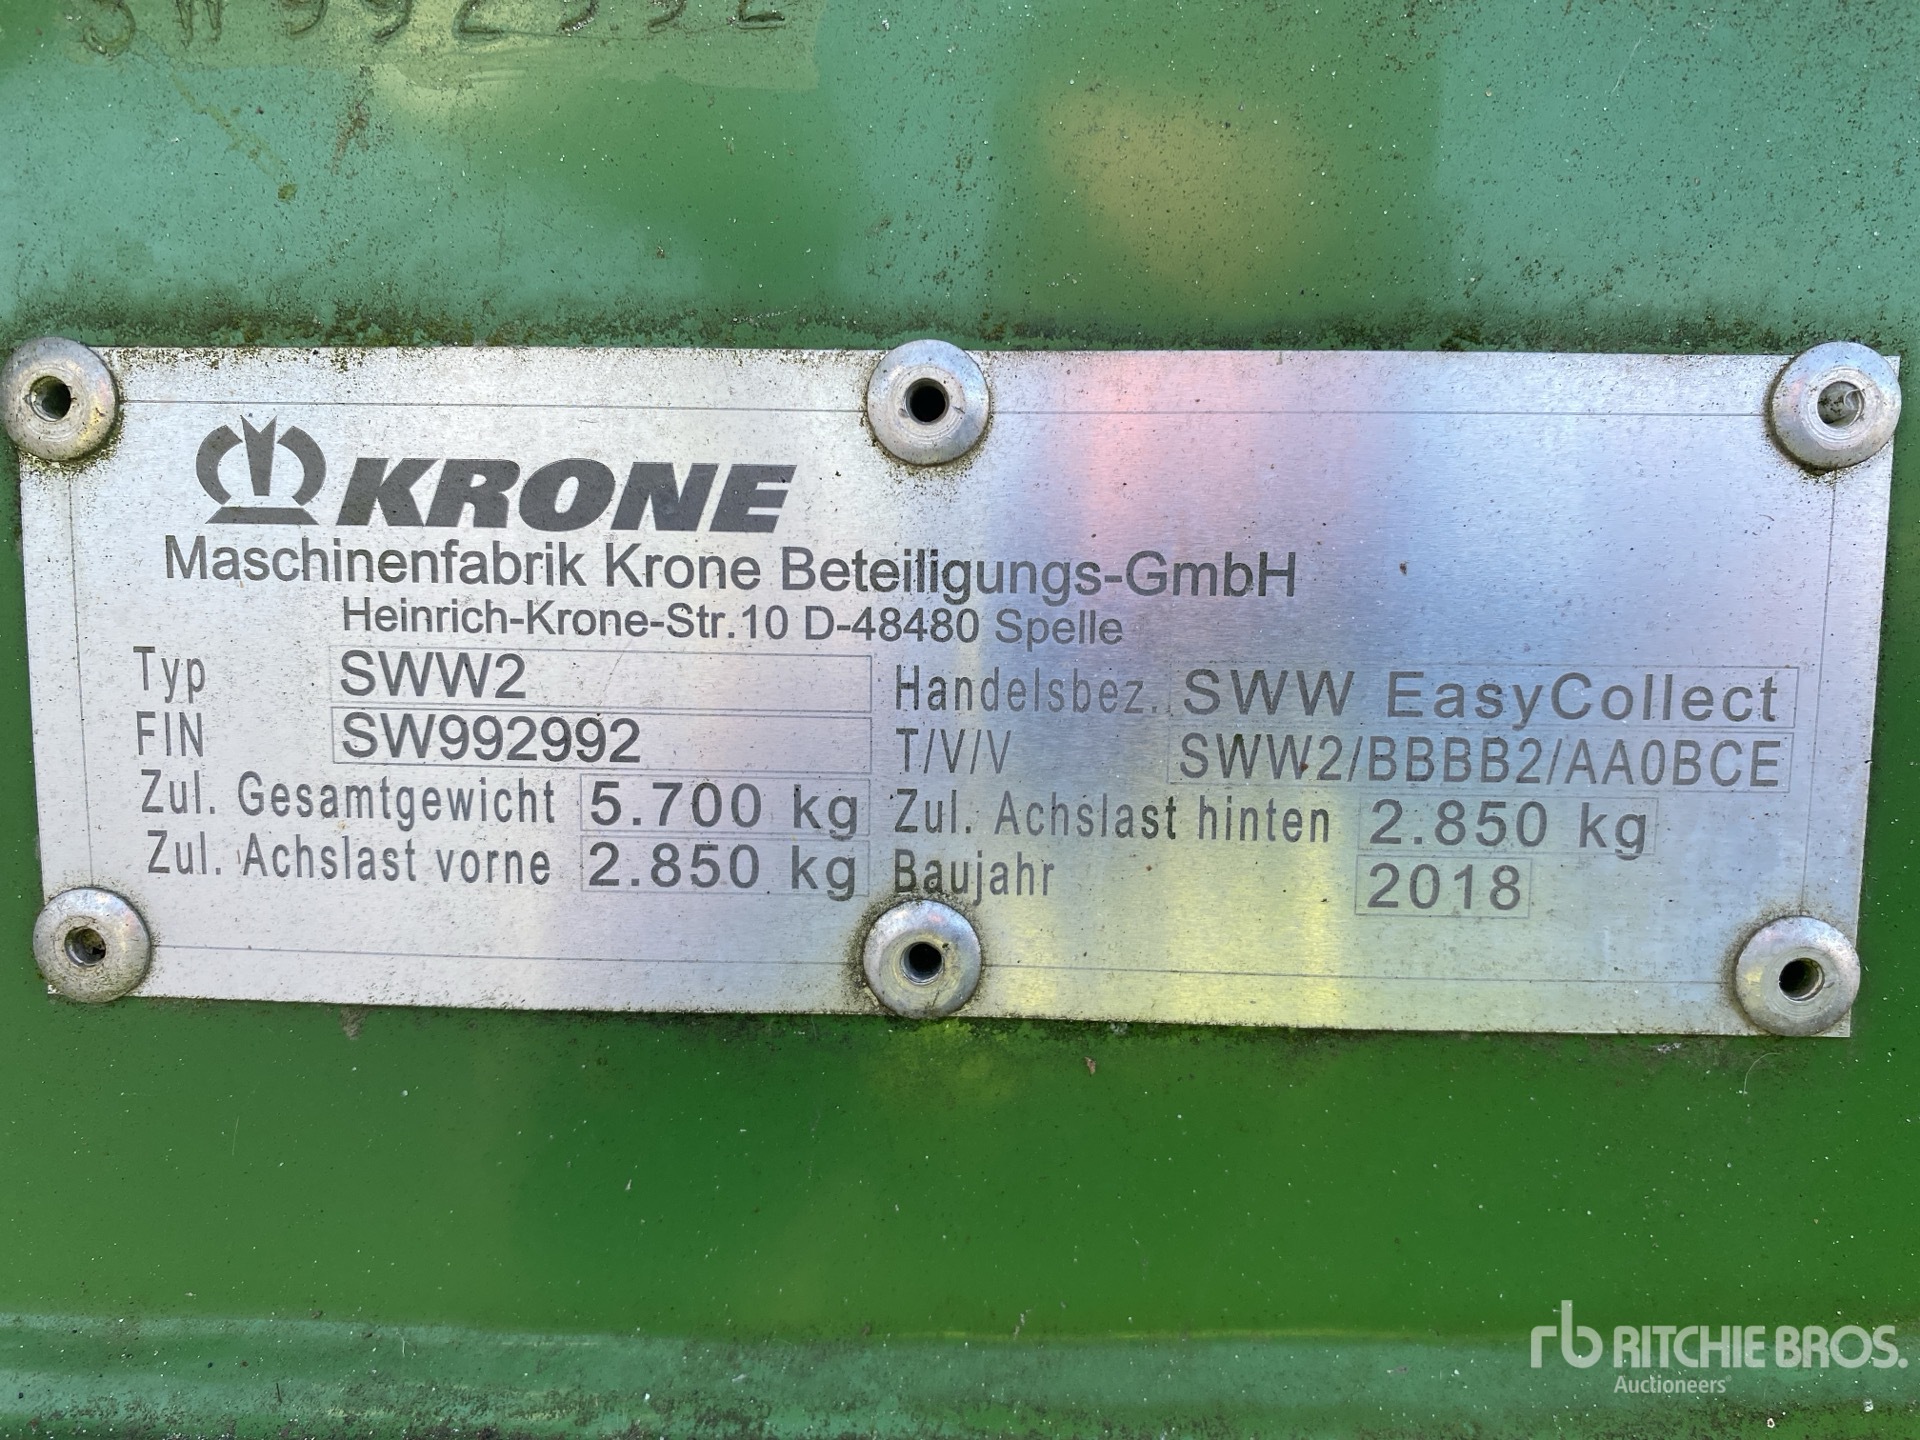 KRONE
Maschinenfabrik Krone Beteiligungs-GmbH
Heinrich-Krone-Str.10 D-48480 Spelle
Typ SWW2 Handelsbez. SWW EasyCollect
FIN SW992992 T/V/V SWW2/BBBB2/AA0BCE
Zul. Gesamtgewicht 5.700 kg Zul. Achslast hinten 2.850 kg
Zul. Achslast vorne 2.850 kg Baujahr 2018
rb RITCHIE BROS.
Auctioneers